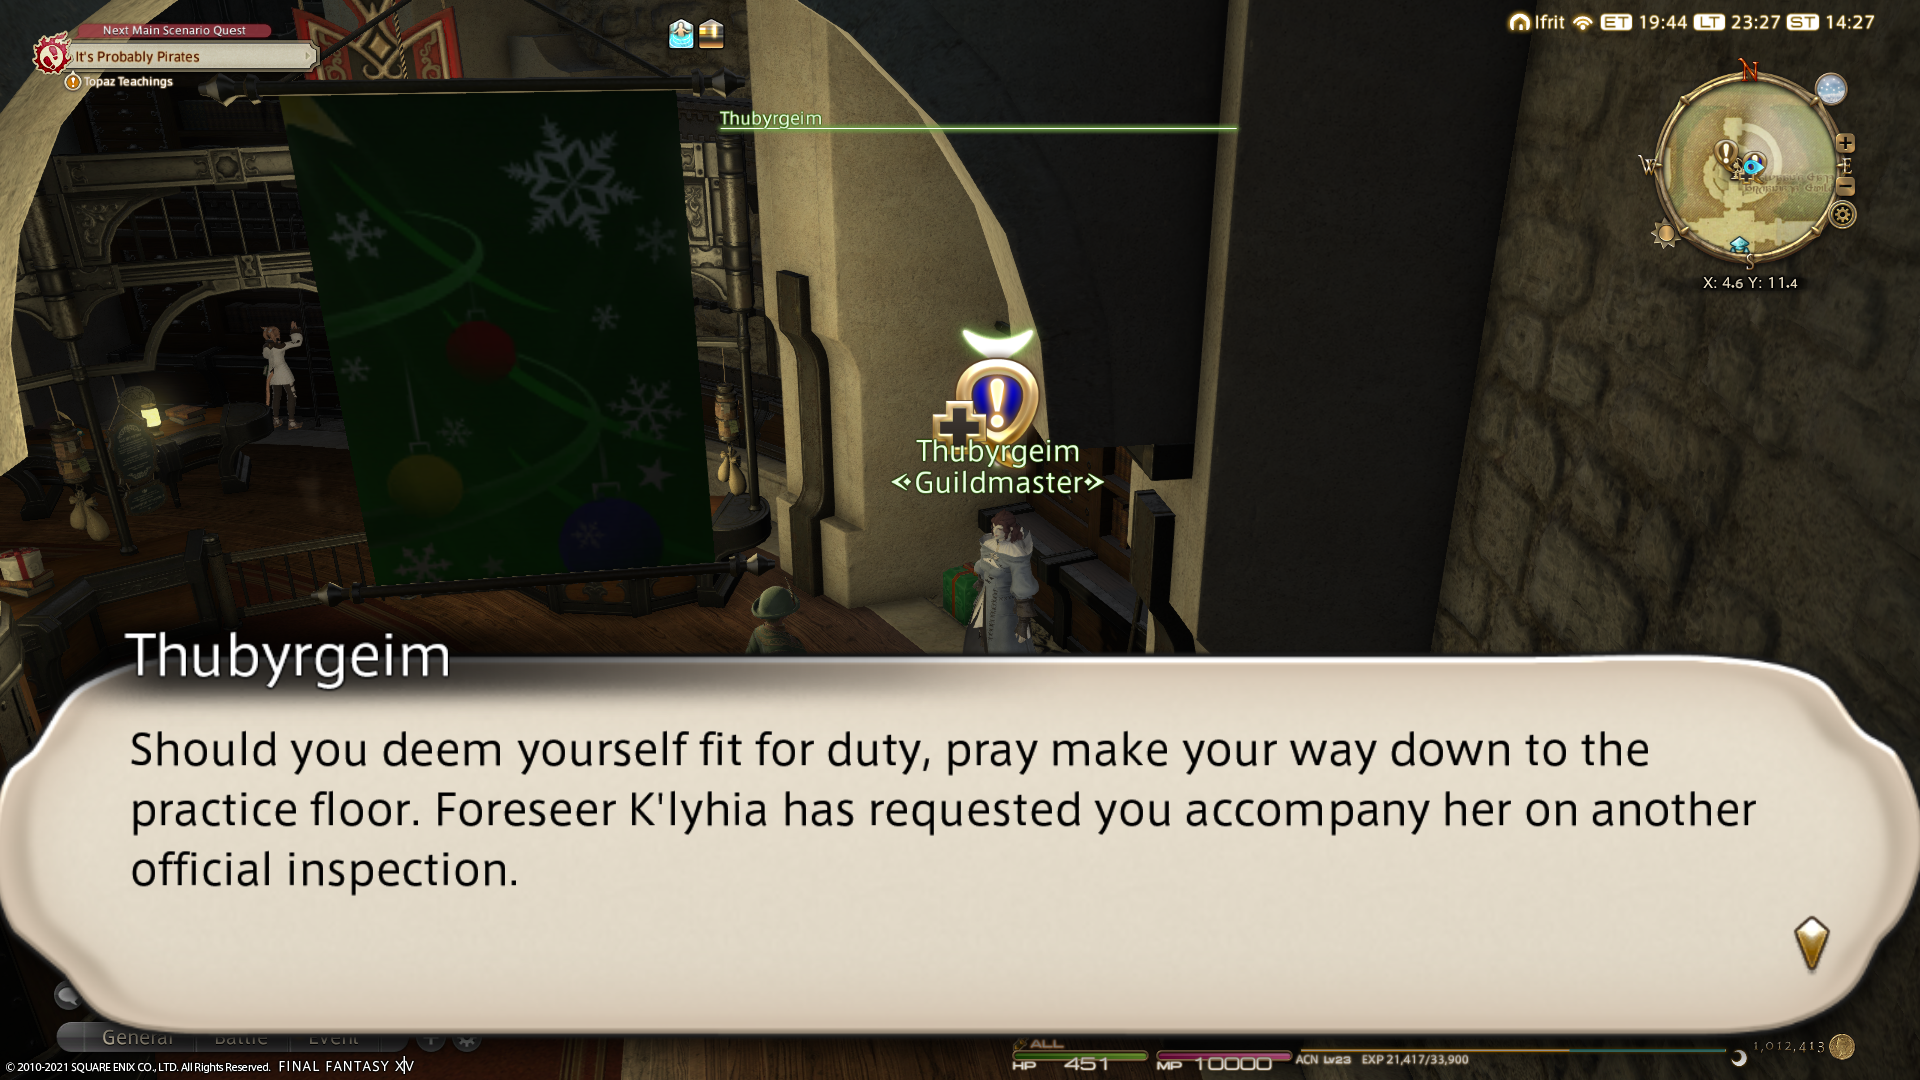 Next Main Scenario Quest
It's Probably Pirates
Topaz Teachings
Ifrit ET 19:44 LT 23:27 ST 14:27
N
W
E
S
X: 4.6 Y: 11.4
Thubyrgeim
Thubyrgeim
Guildmaster
Thubyrgeim
Should you deem yourself fit for duty, pray make your way down to the
practice floor. Foreseer K'lyhia has requested you accompany her on another
official inspection.
General Battle Event
ALL
HP 451 MP 10000 ACN Lv23 EXP 21,417/33,900
1,012,413
© 2010-2021 SQUARE ENIX CO., LTD. All Rights Reserved. FINAL FANTASY XIV